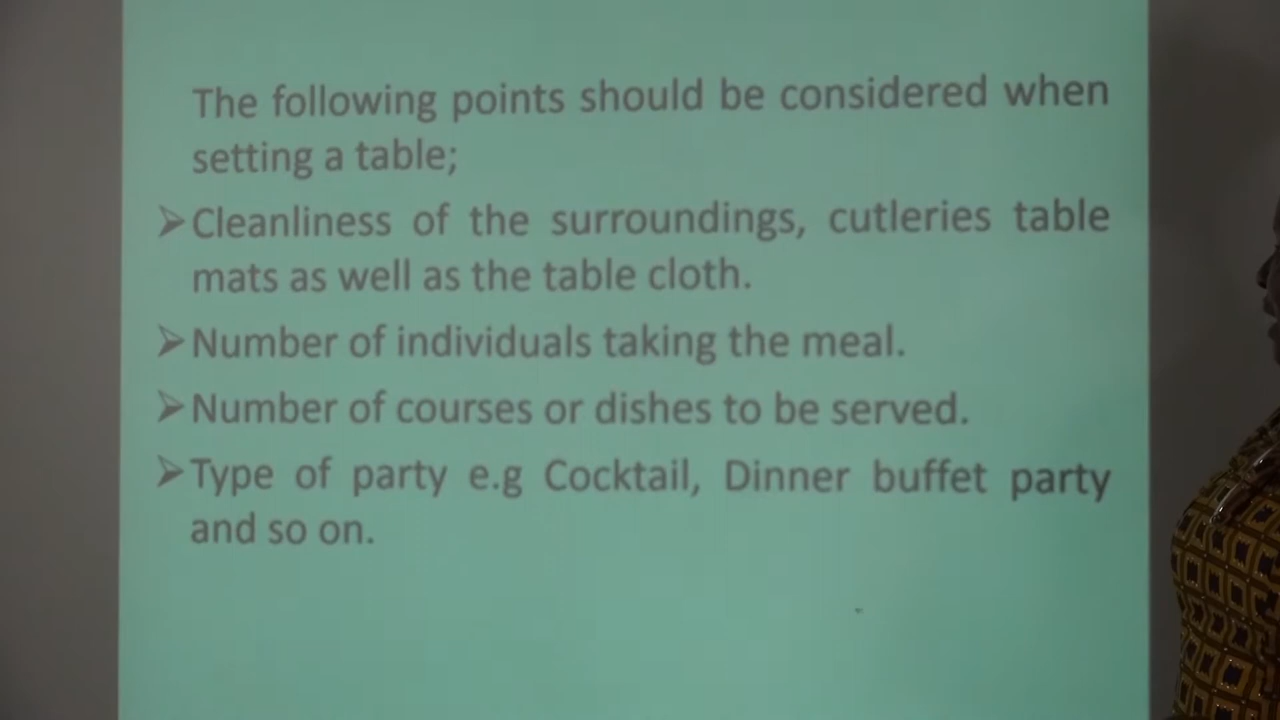 The following points should be considered when
setting a table;
➢Cleanliness of the surroundings, cutleries table
mats as well as the table cloth.
➢Number of individuals taking the meal.
➢Number of courses or dishes to be served.
➢Type of party e.g Cocktail, Dinner buffet party
and so on.